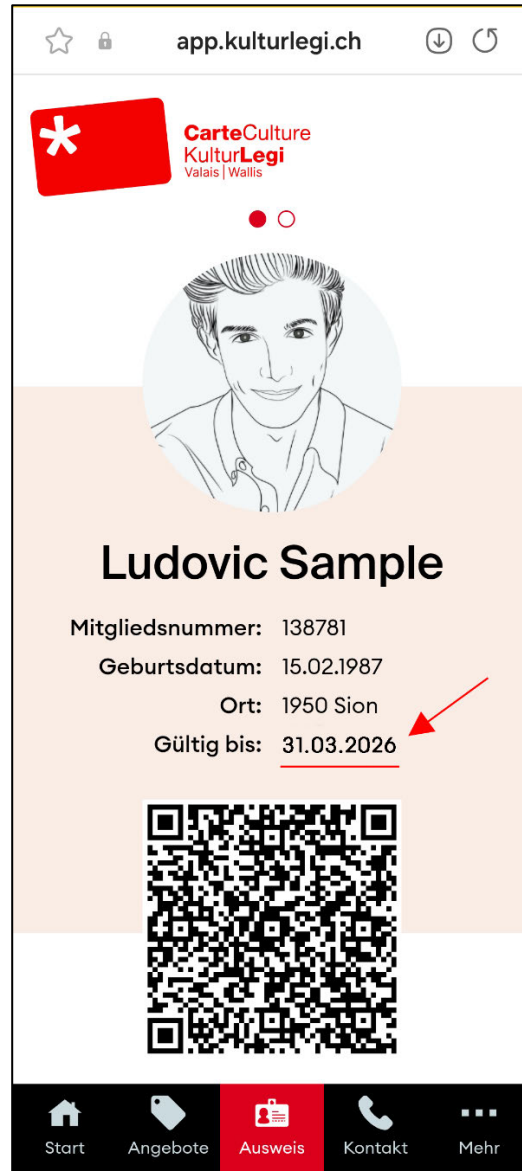 app.kulturlegi.ch
CarteCulture
KulturLegi
Valais | Wallis
Ludovic Sample
Mitgliedsnummer: 138781
Geburtsdatum: 15.02.1987
Ort: 1950 Sion
Gültig bis: 31.03.2026
Start Angebote Ausweis Kontakt Mehr